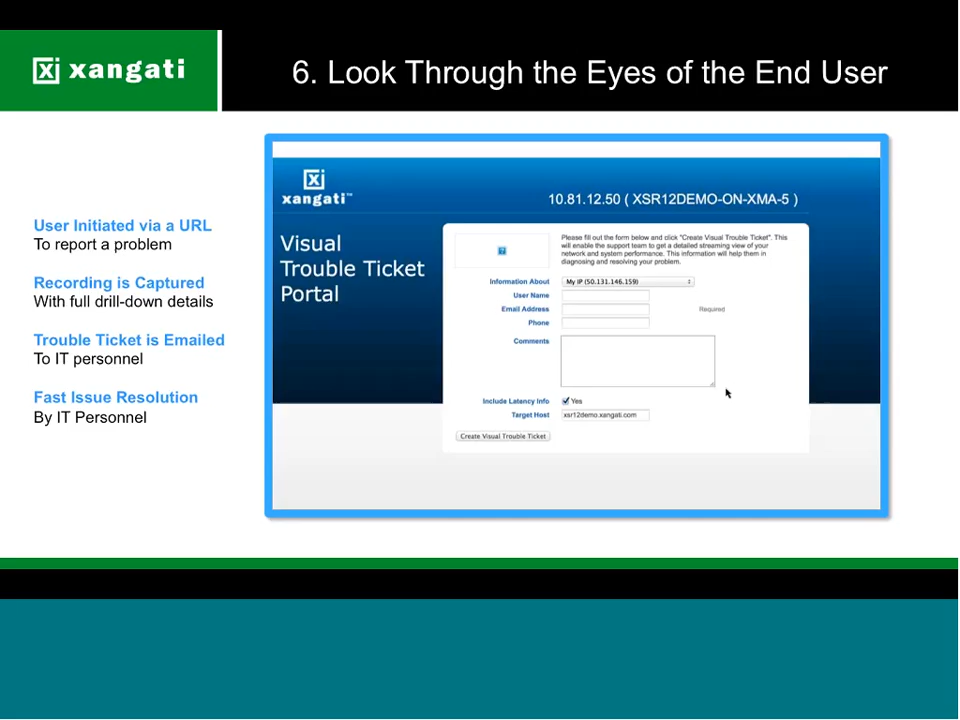 xangati
6. Look Through the Eyes of the End User
User Initiated via a URL
To report a problem
Recording is Captured
With full drill-down details
Trouble Ticket is Emailed
To IT personnel
Fast Issue Resolution
By IT Personnel
xangati™
10.81.12.50 ( XSR12DEMO-ON-XMA-5 )
Visual
Trouble Ticket
Portal
Please fill out the form below and click "Create Visual Trouble Ticket". This
will enable the support team to get a detailed streaming view of your
network and system performance. This information will help them in
diagnosing and resolving your problem.
Information About My IP (50.131.146.159)
User Name
Email Address Required
Phone
Comments
Include Latency Info Yes
Target Host xsr12demo.xangati.com
Create Visual Trouble Ticket